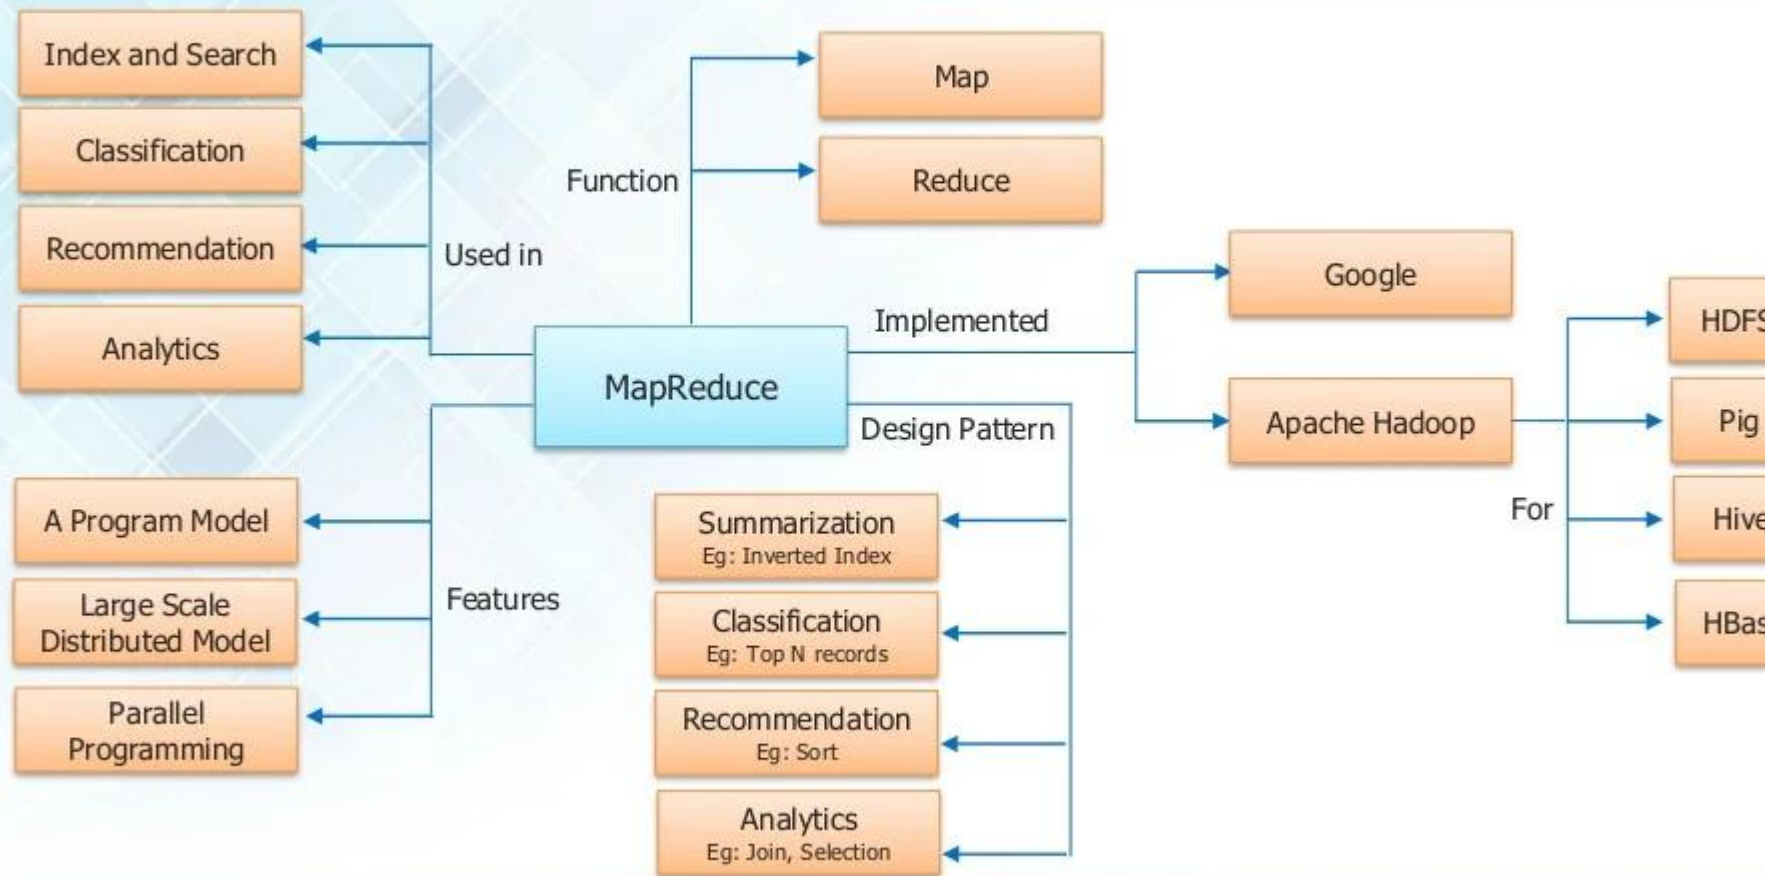 Index and Search
Classification
Recommendation
Analytics
Used in
Function
Map
Reduce
MapReduce
Implemented
Google
Apache Hadoop
For
HDFS
Pig
Hive
HBas
Design Pattern
Summarization
Eg: Inverted Index
Classification
Eg: Top N records
Recommendation
Eg: Sort
Analytics
Eg: Join, Selection
Features
A Program Model
Large Scale
Distributed Model
Parallel
Programming